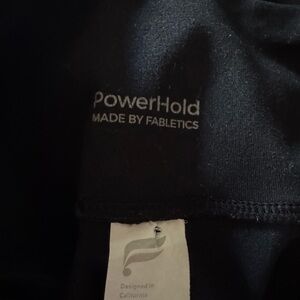 PowerHold
MADE BY FABLETICS
Designed in
California